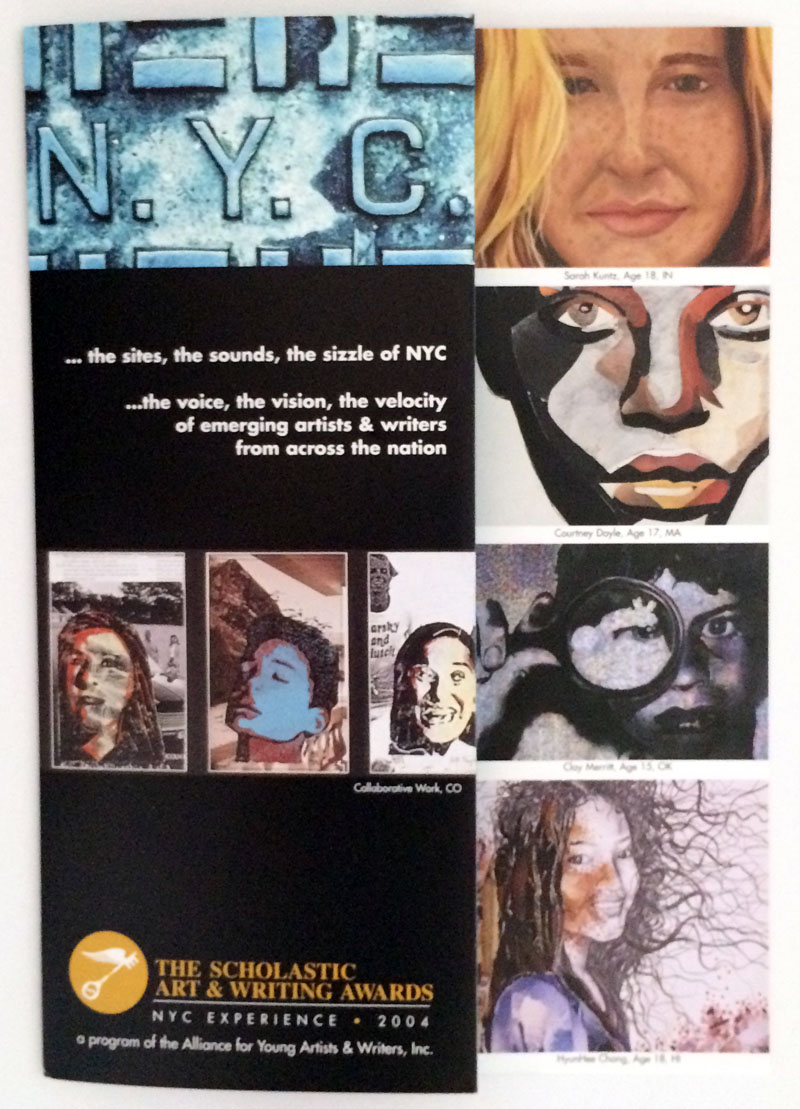 N. Y. C.
... the sites, the sounds, the sizzle of NYC
...the voice, the vision, the velocity
of emerging artists & writers
from across the nation
arsky
and
Collaborative Work, CO
THE SCHOLASTIC
ART & WRITING AWARDS
NYC EXPERIENCE • 2004
a program of the Alliance for Young Artists & Writers, Inc.
Sarah Kuntz, Age 18, IN
Courtney Doyle, Age 17, MA
Clay Merritt, Age 15, OK
HyunHee Chong, Age 18, HI